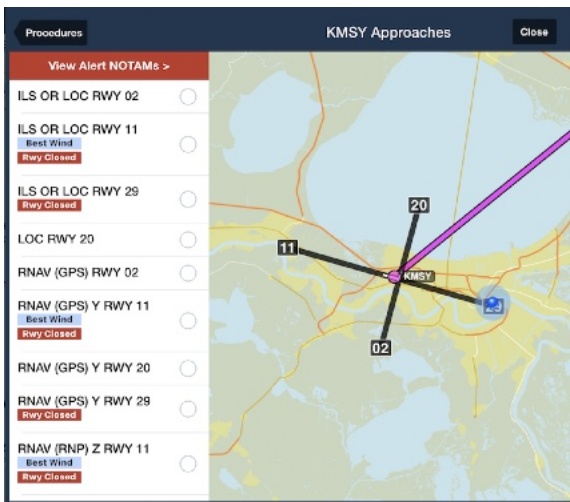 Procedures
KMSY Approaches
Close
View Alert NOTAMs >
ILS OR LOC RWY 02
ILS OR LOC RWY 11
Best Wind
Rwy Closed
ILS OR LOC RWY 29
Rwy Closed
LOC RWY 20
RNAV (GPS) RWY 02
RNAV (GPS) Y RWY 11
Best Wind
Rwy Closed
RNAV (GPS) Y RWY 20
RNAV (GPS) Y RWY 29
Rwy Closed
RNAV (RNP) Z RWY 11
Best Wind
Rwy Closed
20
11
KMSY
29
02